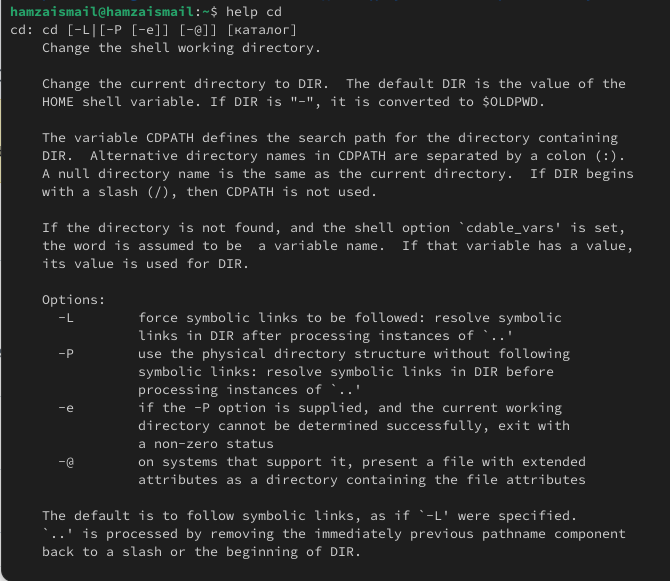 hamzaismail@hamzaismail:~$ help cd
cd: cd [-L|[-P [-e]] [-@]] [каталог]
Change the shell working directory.
Change the current directory to DIR.  The default DIR is the value of the
HOME shell variable. If DIR is "-", it is converted to $OLDPWD.
The variable CDPATH defines the search path for the directory containing
DIR.  Alternative directory names in CDPATH are separated by a colon (:).
A null directory name is the same as the current directory.  If DIR begins
with a slash (/), then CDPATH is not used.
If the directory is not found, and the shell option `cdable_vars' is set,
the word is assumed to be  a variable name.  If that variable has a value,
its value is used for DIR.
Options:
-L        force symbolic links to be followed: resolve symbolic
links in DIR after processing instances of `..'
-P        use the physical directory structure without following
symbolic links: resolve symbolic links in DIR before
processing instances of `..'
-e        if the -P option is supplied, and the current working
directory cannot be determined successfully, exit with
a non-zero status
-@        on systems that support it, present a file with extended
attributes as a directory containing the file attributes
The default is to follow symbolic links, as if `-L' were specified.
`..' is processed by removing the immediately previous pathname component
back to a slash or the beginning of DIR.